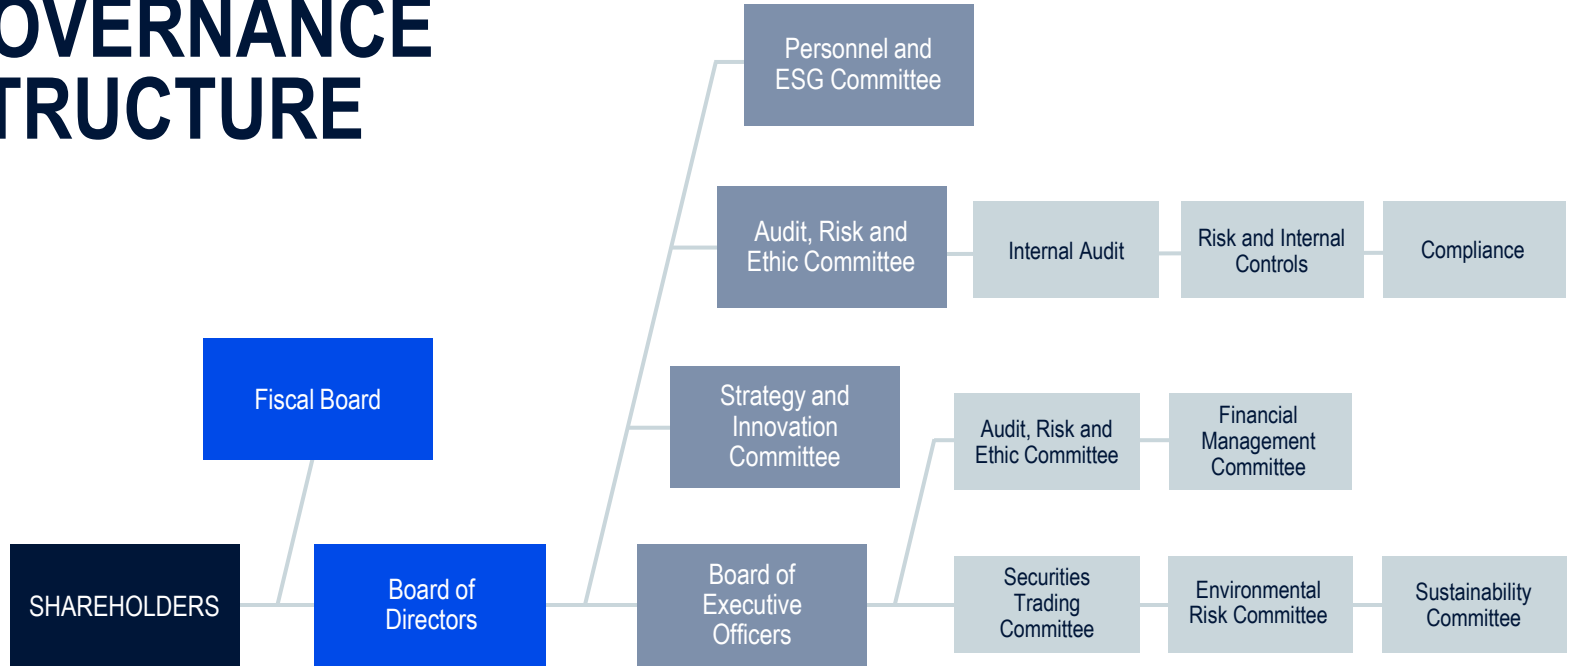 OVERNANCE
TRUCTURE
Personnel and
ESG Committee
Audit, Risk and
Ethic Committee
Internal Audit
Risk and Internal
Controls
Compliance
Fiscal Board
Strategy and
Innovation
Committee
Audit, Risk and
Ethic Committee
Financial
Management
Committee
SHAREHOLDERS
Board of
Directors
Board of
Executive
Officers
Securities
Trading
Committee
Environmental
Risk Committee
Sustainability
Committee